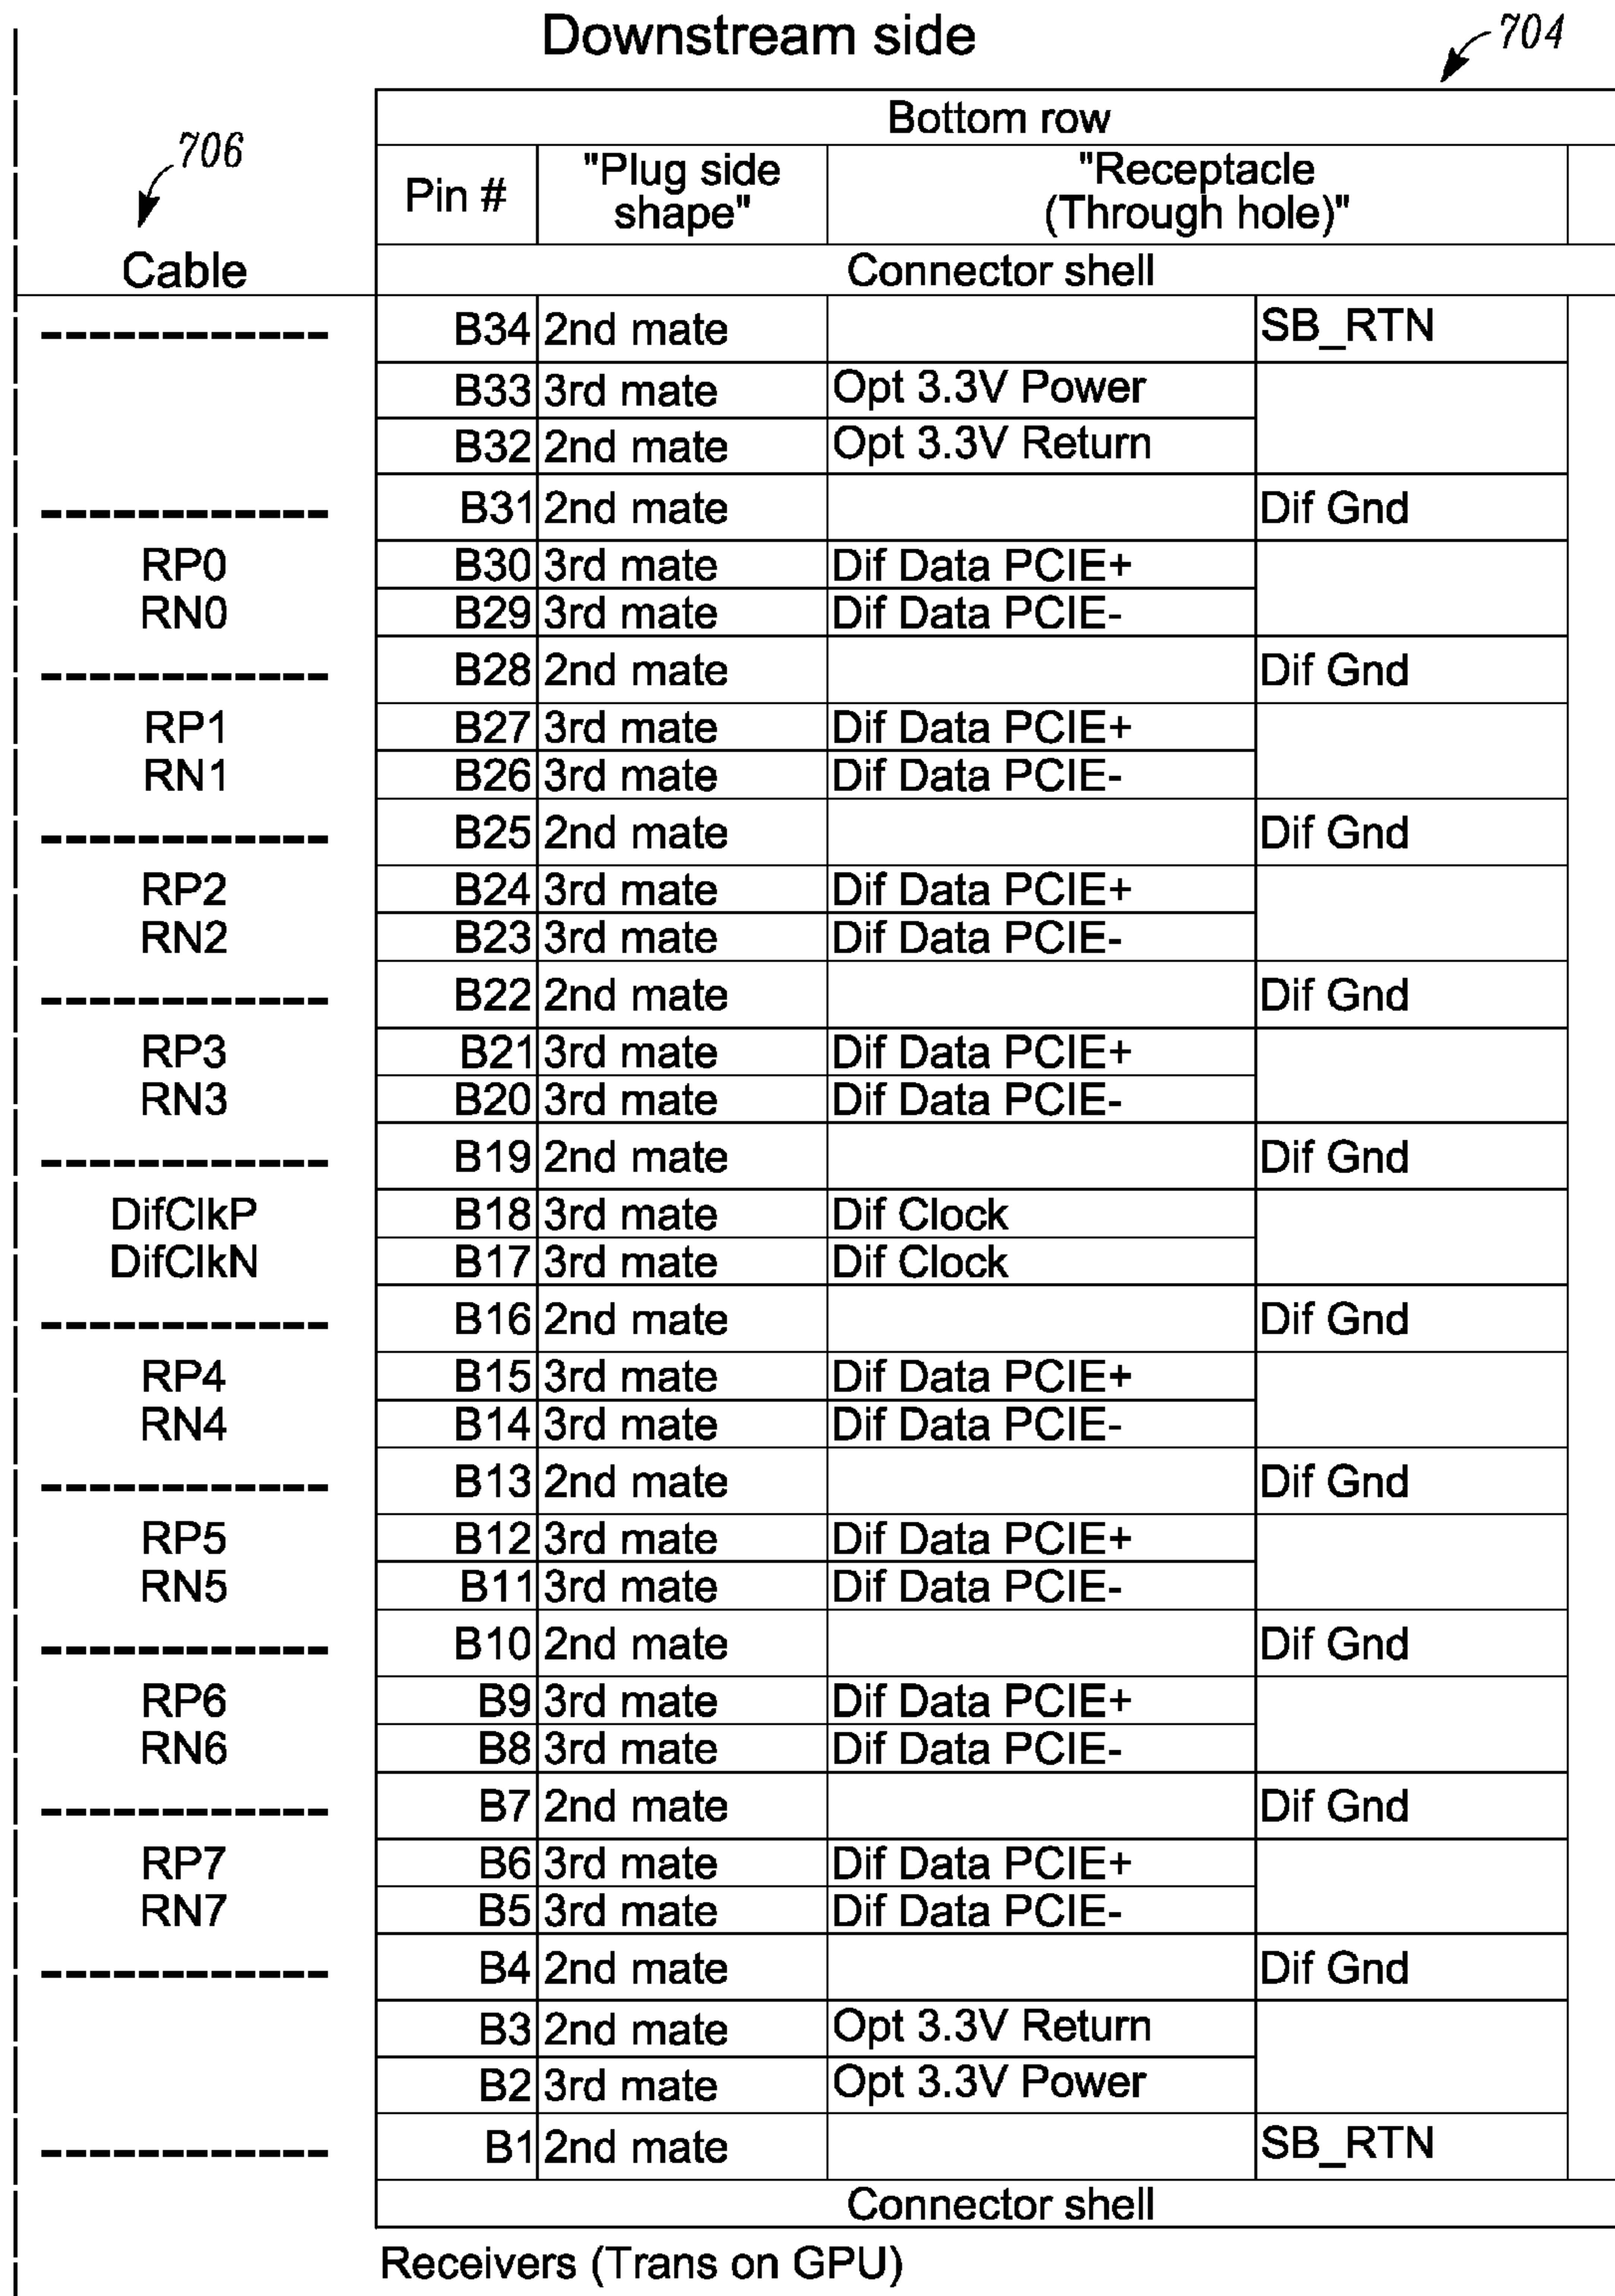 Downstream side
704
706
Bottom row
Pin # "Plug side shape" "Receptacle (Through hole)"
Cable Connector shell
------------ B34 2nd mate SB_RTN
B33 3rd mate Opt 3.3V Power
B32 2nd mate Opt 3.3V Return
------------ B31 2nd mate Dif Gnd
RP0 B30 3rd mate Dif Data PCIE+
RN0 B29 3rd mate Dif Data PCIE-
------------ B28 2nd mate Dif Gnd
RP1 B27 3rd mate Dif Data PCIE+
RN1 B26 3rd mate Dif Data PCIE-
------------ B25 2nd mate Dif Gnd
RP2 B24 3rd mate Dif Data PCIE+
RN2 B23 3rd mate Dif Data PCIE-
------------ B22 2nd mate Dif Gnd
RP3 B21 3rd mate Dif Data PCIE+
RN3 B20 3rd mate Dif Data PCIE-
------------ B19 2nd mate Dif Gnd
DifClkP B18 3rd mate Dif Clock
DifClkN B17 3rd mate Dif Clock
------------ B16 2nd mate Dif Gnd
RP4 B15 3rd mate Dif Data PCIE+
RN4 B14 3rd mate Dif Data PCIE-
------------ B13 2nd mate Dif Gnd
RP5 B12 3rd mate Dif Data PCIE+
RN5 B11 3rd mate Dif Data PCIE-
------------ B10 2nd mate Dif Gnd
RP6 B9 3rd mate Dif Data PCIE+
RN6 B8 3rd mate Dif Data PCIE-
------------ B7 2nd mate Dif Gnd
RP7 B6 3rd mate Dif Data PCIE+
RN7 B5 3rd mate Dif Data PCIE-
------------ B4 2nd mate Dif Gnd
B3 2nd mate Opt 3.3V Return
B2 3rd mate Opt 3.3V Power
------------ B1 2nd mate SB_RTN
Connector shell
Receivers (Trans on GPU)